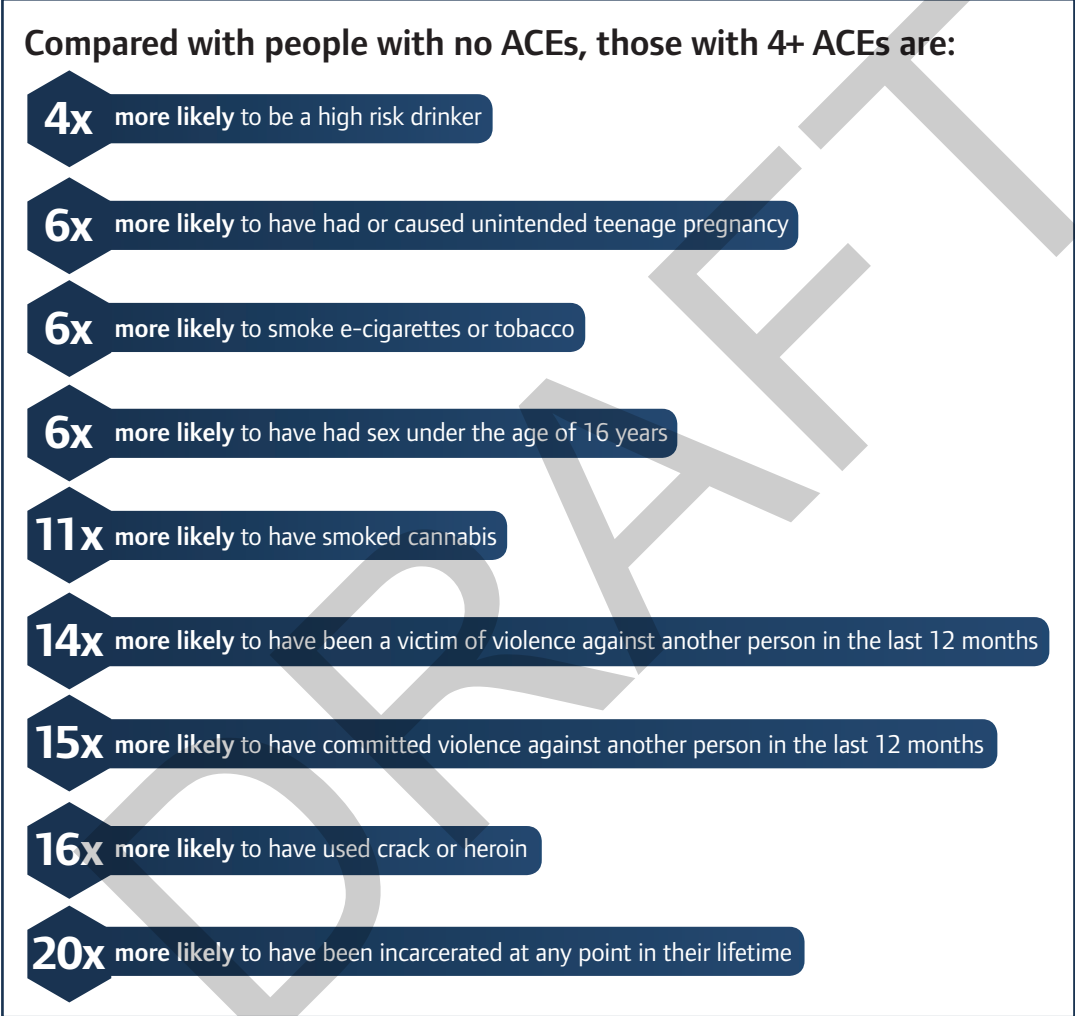 Compared with people with no ACEs, those with 4+ ACEs are:
4x more likely to be a high risk drinker
6x more likely to have had or caused unintended teenage pregnancy
6x more likely to smoke e-cigarettes or tobacco
6x more likely to have had sex under the age of 16 years
11x more likely to have smoked cannabis
14x more likely to have been a victim of violence against another person in the last 12 months
15x more likely to have committed violence against another person in the last 12 months
16x more likely to have used crack or heroin
20x more likely to have been incarcerated at any point in their lifetime
DRAFT